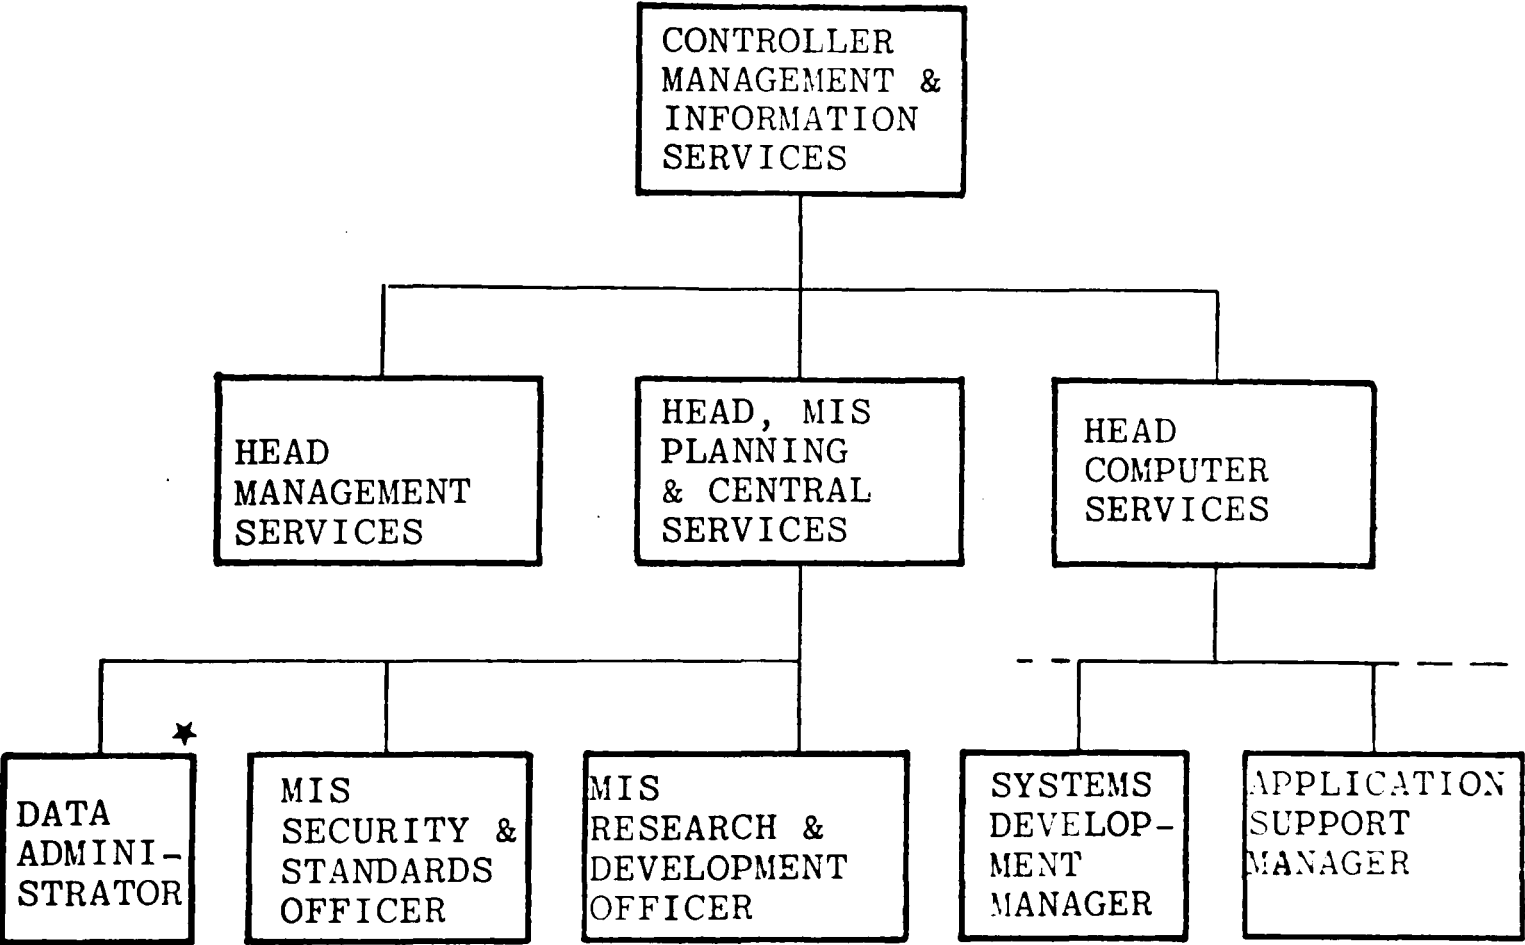 CONTROLLER
MANAGEMENT &
INFORMATION
SERVICES
HEAD
MANAGEMENT
SERVICES
HEAD, MIS
PLANNING
& CENTRAL
SERVICES
HEAD
COMPUTER
SERVICES
DATA
ADMINI-
STRATOR
MIS
SECURITY &
STANDARDS
OFFICER
MIS
RESEARCH &
DEVELOPMENT
OFFICER
SYSTEMS
DEVELOP-
MENT
MANAGER
APPLICATION
SUPPORT
MANAGER